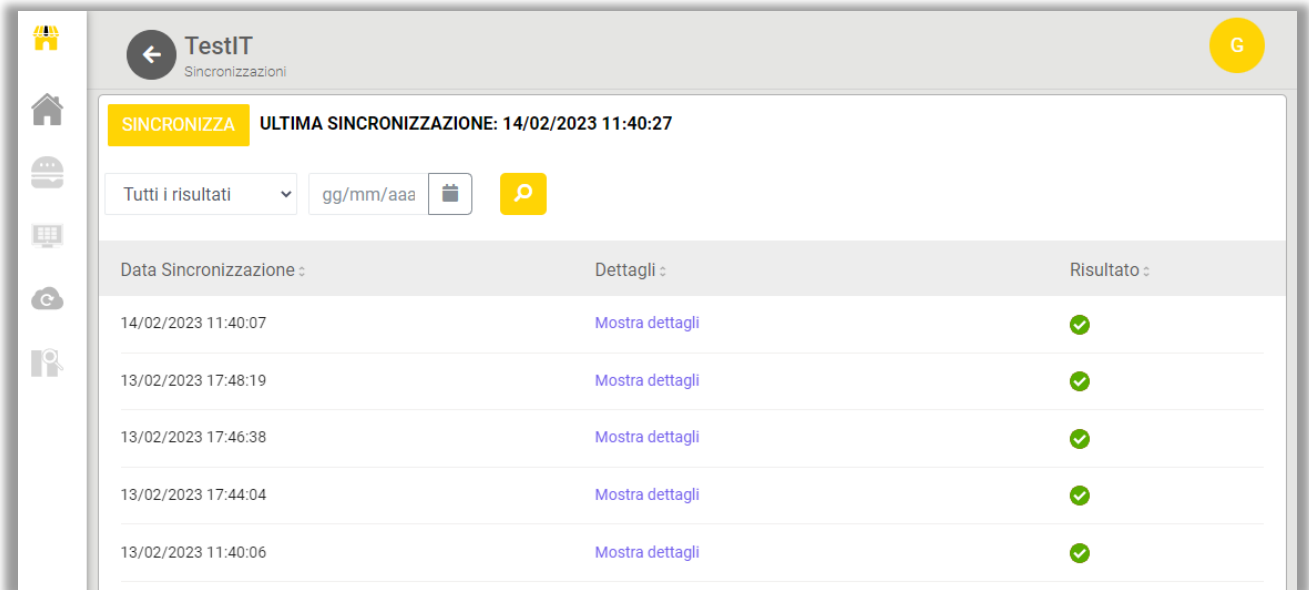 TestIT
G
Sincronizzazioni
SINCRONIZZA ULTIMA SINCRONIZZAZIONE: 14/02/2023 11:40:27
Tutti i risultati gg/mm/aaa
Data Sincronizzazione Dettagli Risultato
14/02/2023 11:40:07 Mostra dettagli
13/02/2023 17:48:19 Mostra dettagli
13/02/2023 17:46:38 Mostra dettagli
13/02/2023 17:44:04 Mostra dettagli
13/02/2023 11:40:06 Mostra dettagli